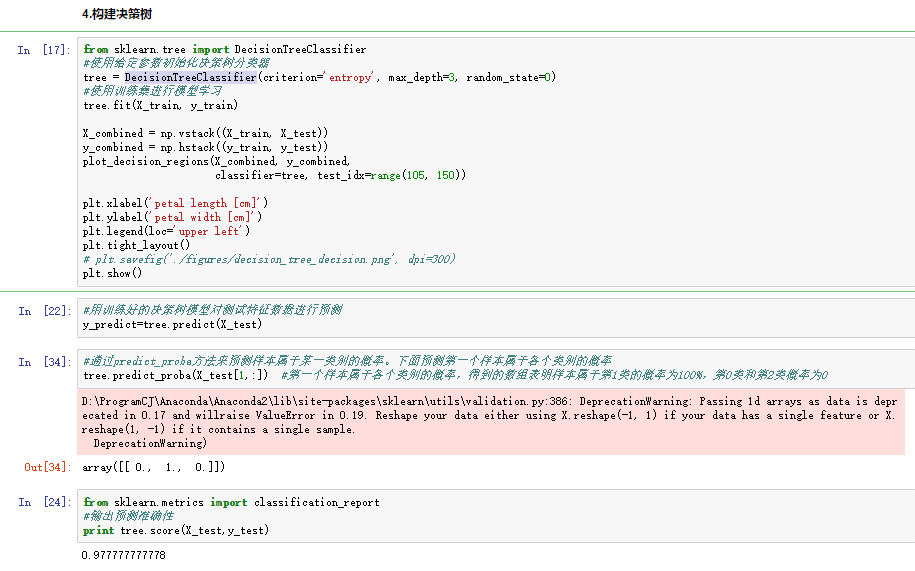 4.构建决策树
In [17]:
from sklearn.tree import DecisionTreeClassifier
#使用给定参数初始化决策树分类器
tree = DecisionTreeClassifier(criterion='entropy', max_depth=3, random_state=0)
#使用训练集进行模型学习
tree.fit(X_train, y_train)
X_combined = np.vstack((X_train, X_test))
y_combined = np.hstack((y_train, y_test))
plot_decision_regions(X_combined, y_combined,
classifier=tree, test_idx=range(105, 150))
plt.xlabel('petal length [cm]')
plt.ylabel('petal width [cm]')
plt.legend(loc='upper left')
plt.tight_layout()
# plt.savefig('./figures/decision_tree_decision.png', dpi=300)
plt.show()
In [22]:
#用训练好的决策树模型对测试特征数据进行预测
y_predict=tree.predict(X_test)
In [34]:
#通过predict_proba方法来预测样本属于某一类别的概率。下面预测第一个样本属于各个类别的概率
tree.predict_proba(X_test[1,:]) #第一个样本属于各个类别的概率，得到的数组表明样本属于第1类的概率为100%，第0类和第2类概率为0
D:\ProgramCJ\Anaconda\Anaconda2\lib\site-packages\sklearn\utils\validation.py:386: DeprecationWarning: Passing 1d arrays as data is depr
ecated in 0.17 and willraise ValueError in 0.19. Reshape your data either using X.reshape(-1, 1) if your data has a single feature or X.
reshape(1, -1) if it contains a single sample.
DeprecationWarning)
Out[34]: array([[ 0., 1., 0.]])
In [24]:
from sklearn.metrics import classification_report
#输出预测准确性
print tree.score(X_test,y_test)
0.977777777778